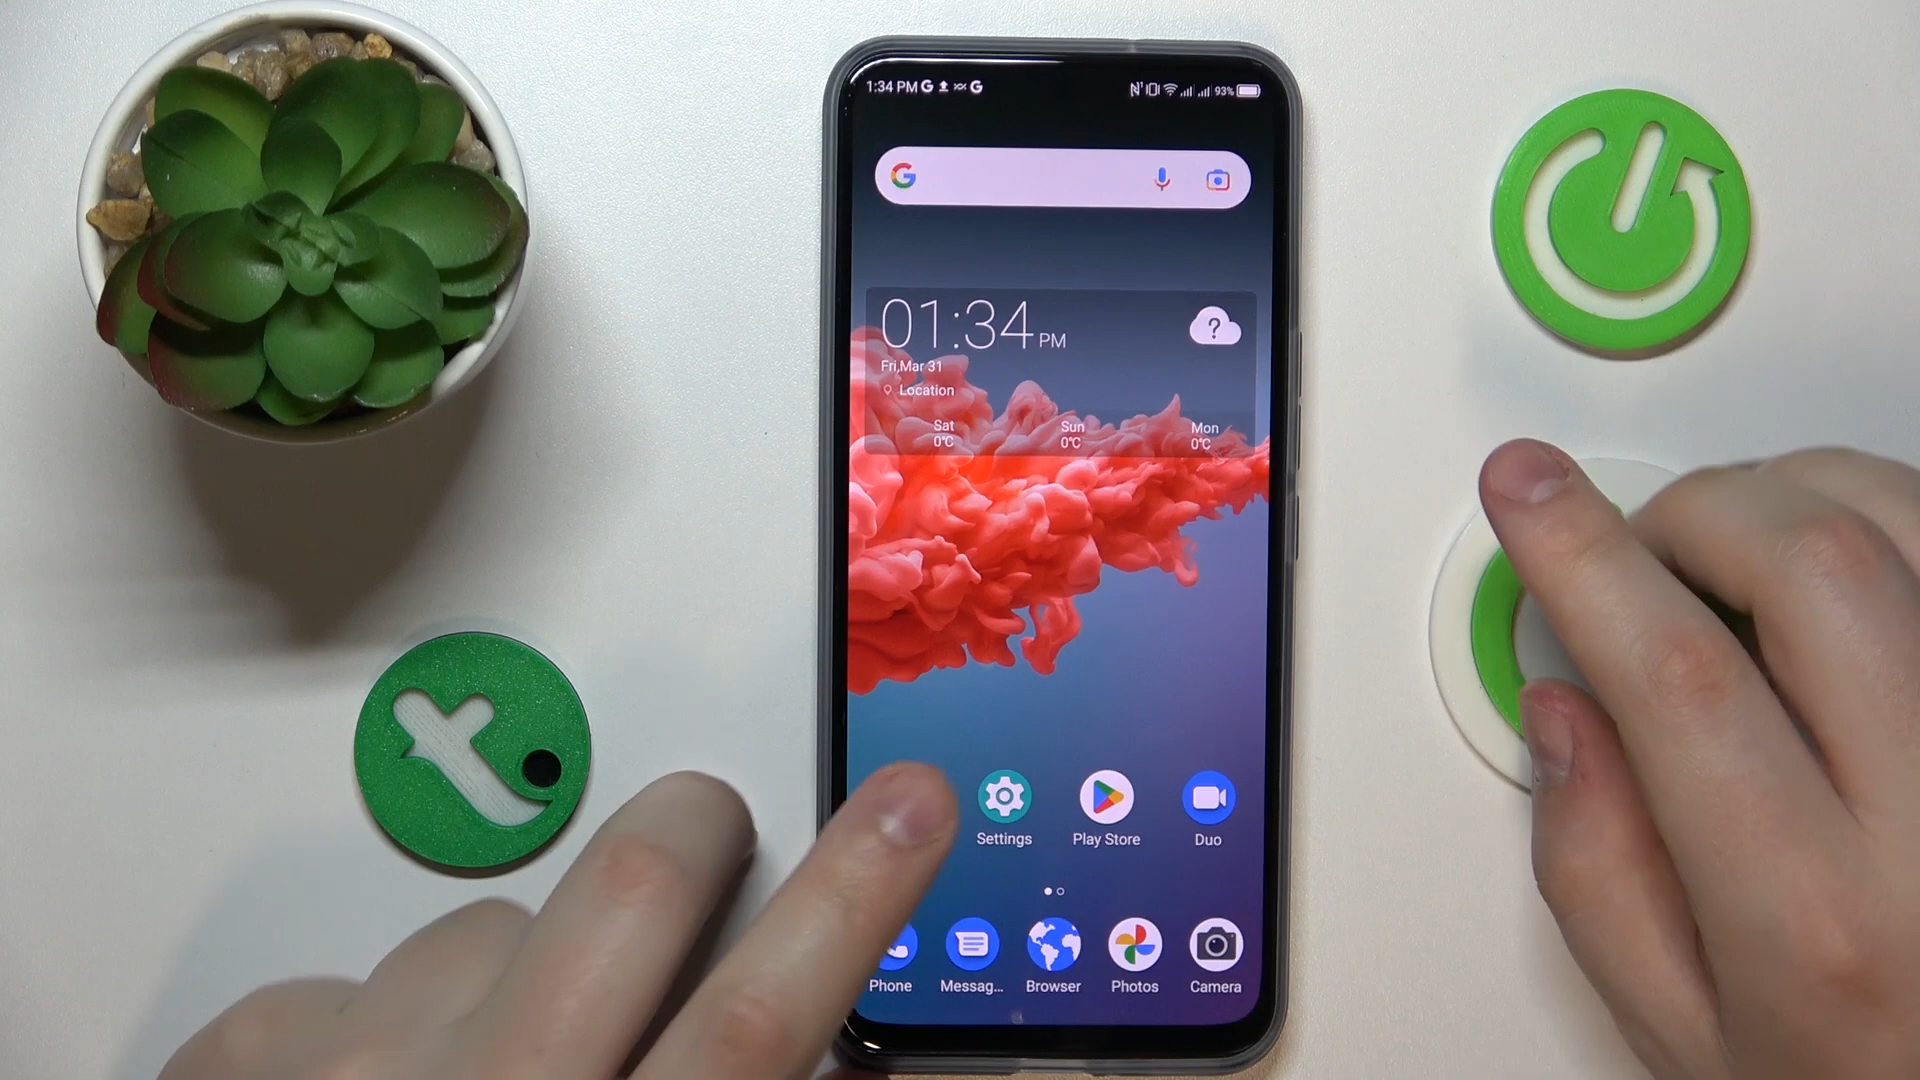 1:34 PM
93%
01:34 PM
Fri,Mar 31
Location
Sat Sun Mon
0℃ 0℃ 0℃
Settings Play Store Duo
Phone Messag... Browser Photos Camera